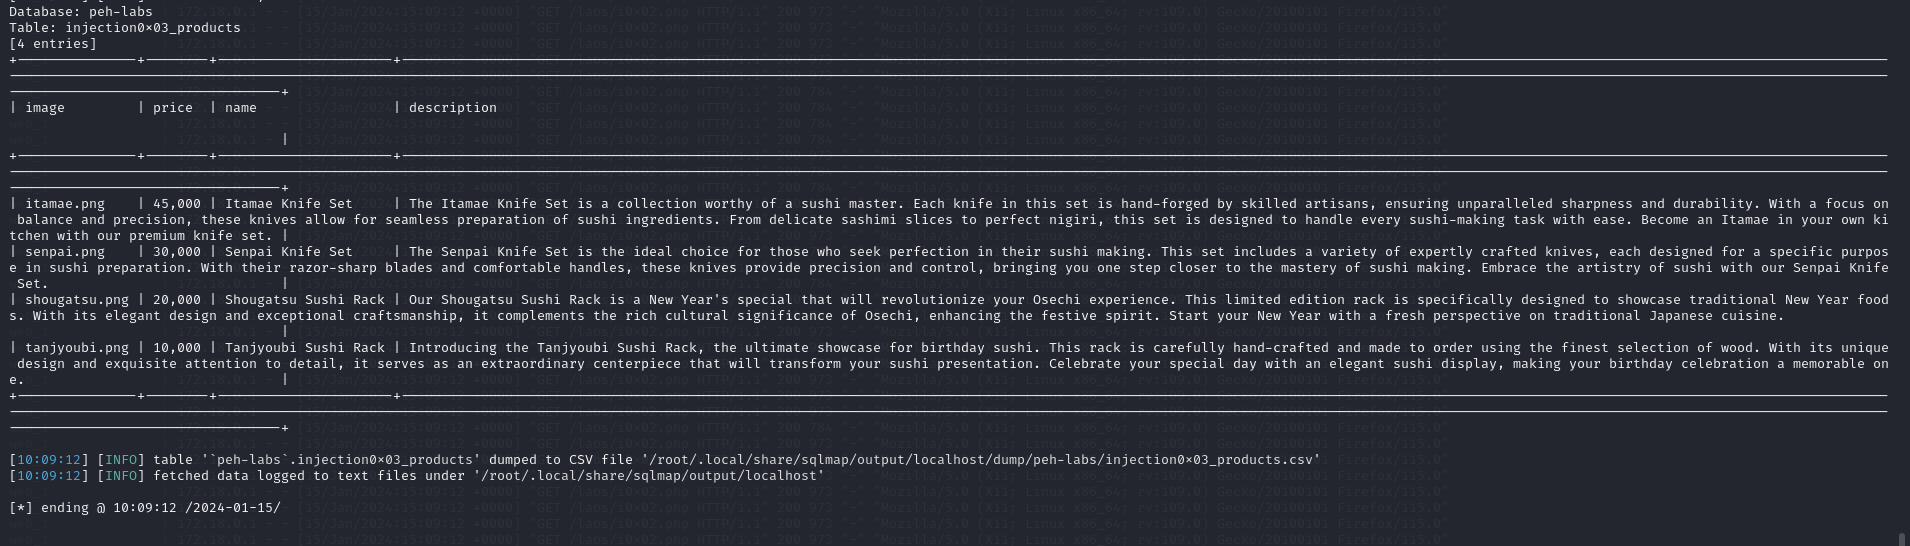 Database: peh-labs
Table: injection0×03_products
[4 entries]
| image | price | name | description
|
| itamae.png | 45,000 | Itamae Knife Set | The Itamae Knife Set is a collection worthy of a sushi master. Each knife in this set is hand-forged by skilled artisans, ensuring unparalleled sharpness and durability. With a focus on
balance and precision, these knives allow for seamless preparation of sushi ingredients. From delicate sashimi slices to perfect nigiri, this set is designed to handle every sushi-making task with ease. Become an Itamae in your own ki
tchen with our premium knife set. |
| senpai.png | 30,000 | Senpai Knife Set | The Senpai Knife Set is the ideal choice for those who seek perfection in their sushi making. This set includes a variety of expertly crafted knives, each designed for a specific purpos
e in sushi preparation. With their razor-sharp blades and comfortable handles, these knives provide precision and control, bringing you one step closer to the mastery of sushi making. Embrace the artistry of sushi with our Senpai Knife
Set. |
| shougatsu.png | 20,000 | Shougatsu Sushi Rack | Our Shougatsu Sushi Rack is a New Year's special that will revolutionize your Osechi experience. This limited edition rack is specifically designed to showcase traditional New Year food
s. With its elegant design and exceptional craftsmanship, it complements the rich cultural significance of Osechi, enhancing the festive spirit. Start your New Year with a fresh perspective on traditional Japanese cuisine.
|
| tanjyoubi.png | 10,000 | Tanjyoubi Sushi Rack | Introducing the Tanjyoubi Sushi Rack, the ultimate showcase for birthday sushi. This rack is carefully hand-crafted and made to order using the finest selection of wood. With its unique
design and exquisite attention to detail, it serves as an extraordinary centerpiece that will transform your sushi presentation. Celebrate your special day with an elegant sushi display, making your birthday celebration a memorable on
e. |
[10:09:12] [INFO] table '`peh-labs`.injection0×03_products' dumped to CSV file '/root/.local/share/sqlmap/output/localhost/dump/peh-labs/injection0×03_products.csv'
[10:09:12] [INFO] fetched data logged to text files under '/root/.local/share/sqlmap/output/localhost'
[*] ending @ 10:09:12 /2024-01-15/